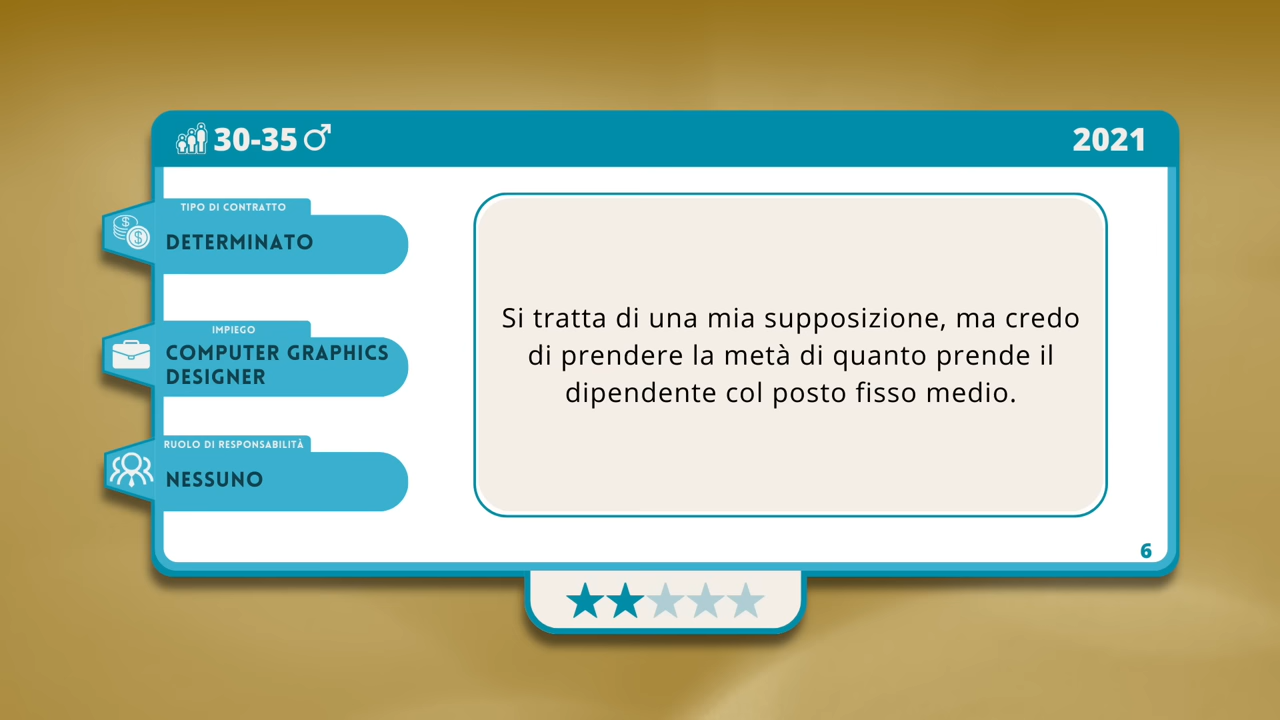 30-35
2021
TIPO DI CONTRATTO
DETERMINATO
IMPIEGO
COMPUTER GRAPHICS
DESIGNER
RUOLO DI RESPONSABILITÀ
NESSUNO
Si tratta di una mia supposizione, ma credo
di prendere la metà di quanto prende il
dipendente col posto fisso medio.
6